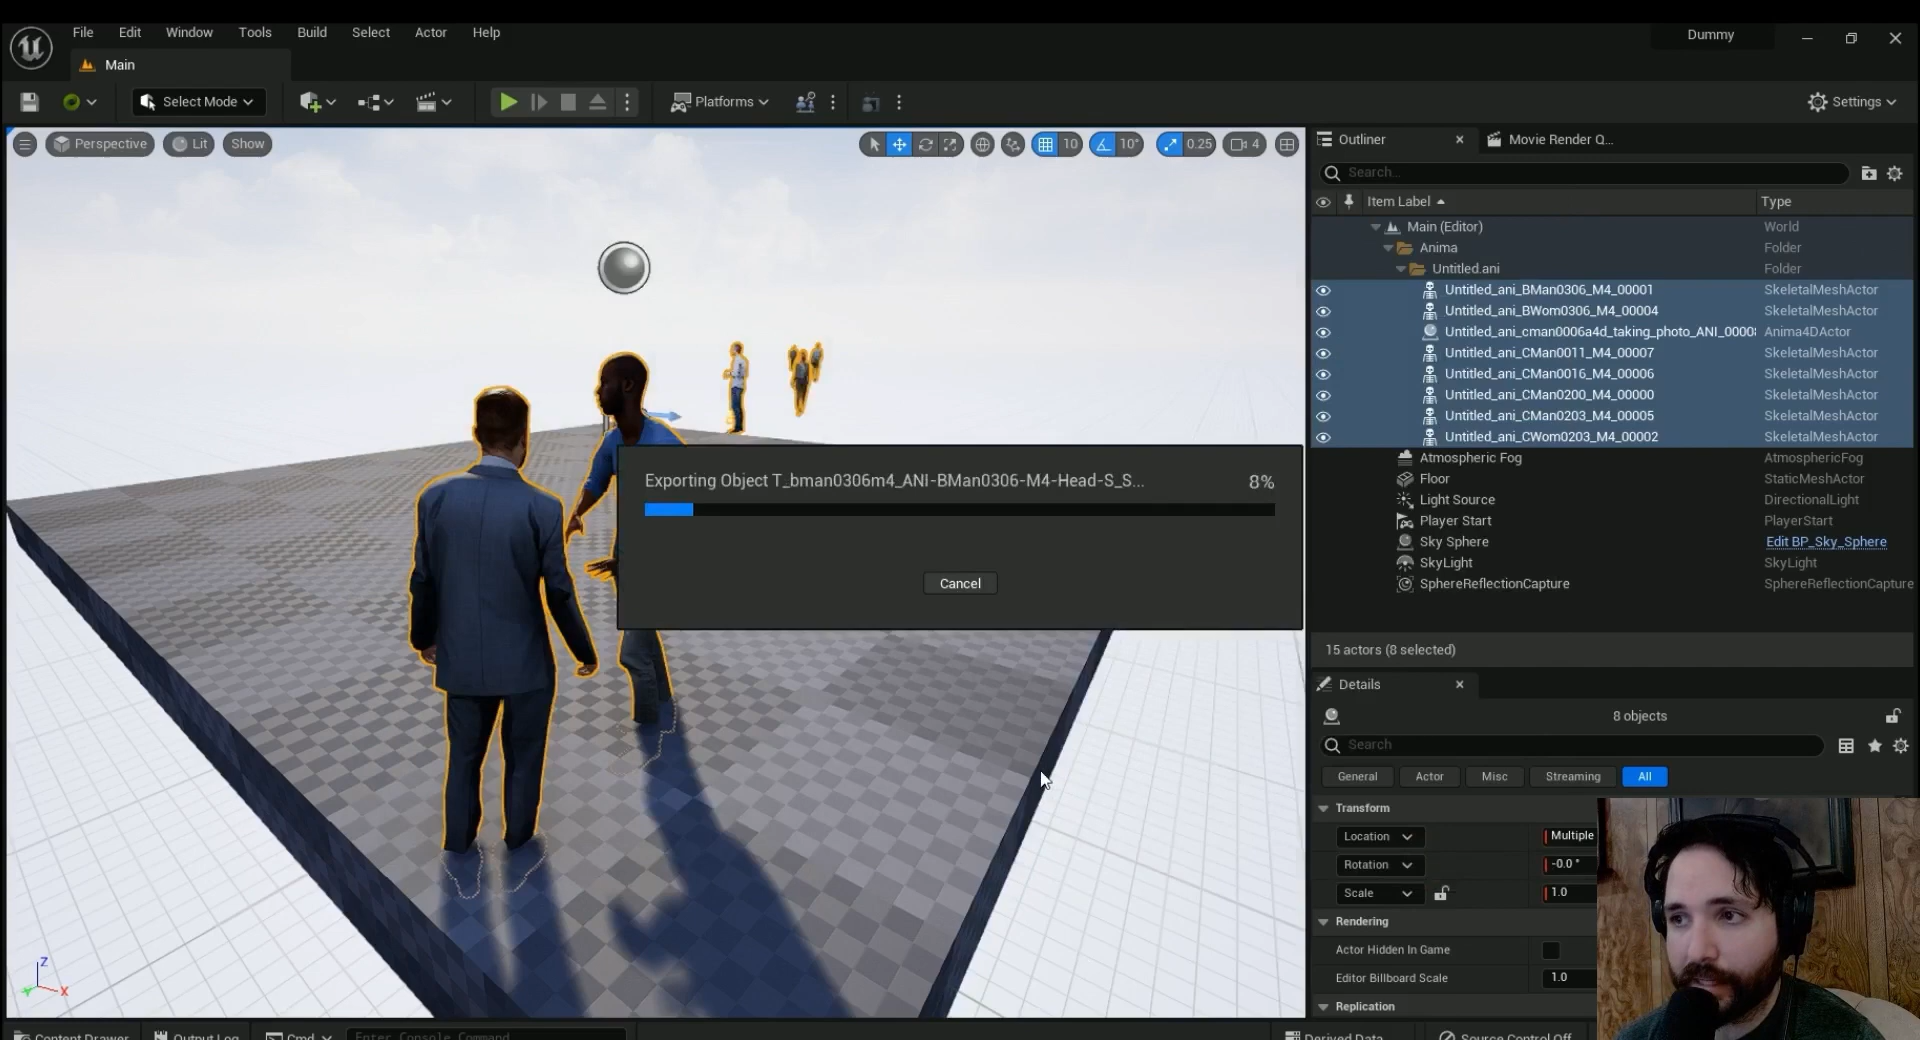 File Edit Window Tools Build Select Actor Help
Dummy
Main
Select Mode
Platforms
Settings
Perspective Lit Show
10 10° 0.25 4
Outliner
Movie Render Q...
Search...
Item Label Type
Main (Editor) World
Anima Folder
Untitled.ani Folder
Untitled_ani_BMan0306_M4_00001 SkeletalMeshActor
Untitled_ani_BWom0306_M4_00004 SkeletalMeshActor
Untitled_ani_cman0006a4d_taking_photo_ANI_00008 Anima4DActor
Untitled_ani_CMan0011_M4_00007 SkeletalMeshActor
Untitled_ani_CMan0016_M4_00006 SkeletalMeshActor
Untitled_ani_CMan0200_M4_00000 SkeletalMeshActor
Untitled_ani_CMan0203_M4_00005 SkeletalMeshActor
Untitled_ani_CWom0203_M4_00002 SkeletalMeshActor
Atmospheric Fog AtmosphericFog
Floor StaticMeshActor
Light Source DirectionalLight
Player Start PlayerStart
Sky Sphere Edit BP_Sky_Sphere
SkyLight SkyLight
SphereReflectionCapture SphereReflectionCapture
15 actors (8 selected)
Exporting Object T_bman0306m4_ANI-BMan0306-M4-Head-S_S...
8%
Cancel
Details
8 objects
Search
General Actor Misc Streaming All
Transform
Location Multiple
Rotation -0.0 °
Scale 1.0
Rendering
Actor Hidden In Game
Editor Billboard Scale 1.0
Replication
Z
X
Content Drawer Output Log Cmd Enter Console Command Derived Data Source Control Off